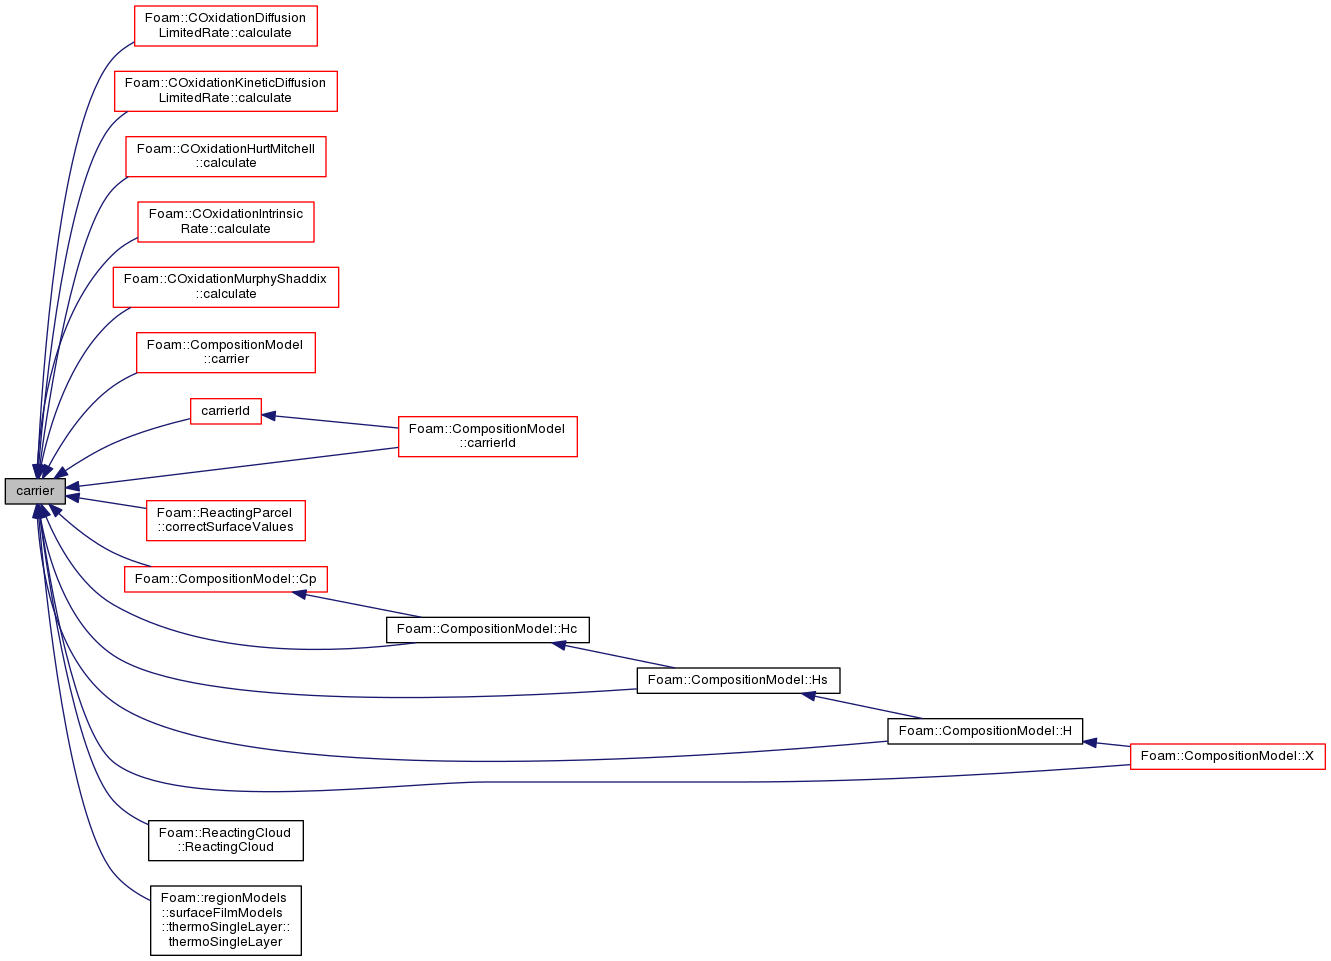 Foam::COxidationDiffusion
LimitedRate::calculate
Foam::COxidationKineticDiffusion
LimitedRate::calculate
Foam::COxidationHurtMitchell
::calculate
Foam::COxidationIntrinsic
Rate::calculate
Foam::COxidationMurphyShaddix
::calculate
Foam::CompositionModel
::carrier
carrierId
Foam::CompositionModel
::carrierId
carrier
Foam::ReactingParcel
::correctSurfaceValues
Foam::CompositionModel::Cp
Foam::CompositionModel::Hc
Foam::CompositionModel::Hs
Foam::CompositionModel::H
Foam::CompositionModel::X
Foam::ReactingCloud
::ReactingCloud
Foam::regionModels
::surfaceFilmModels
::thermoSingleLayer::
thermoSingleLayer